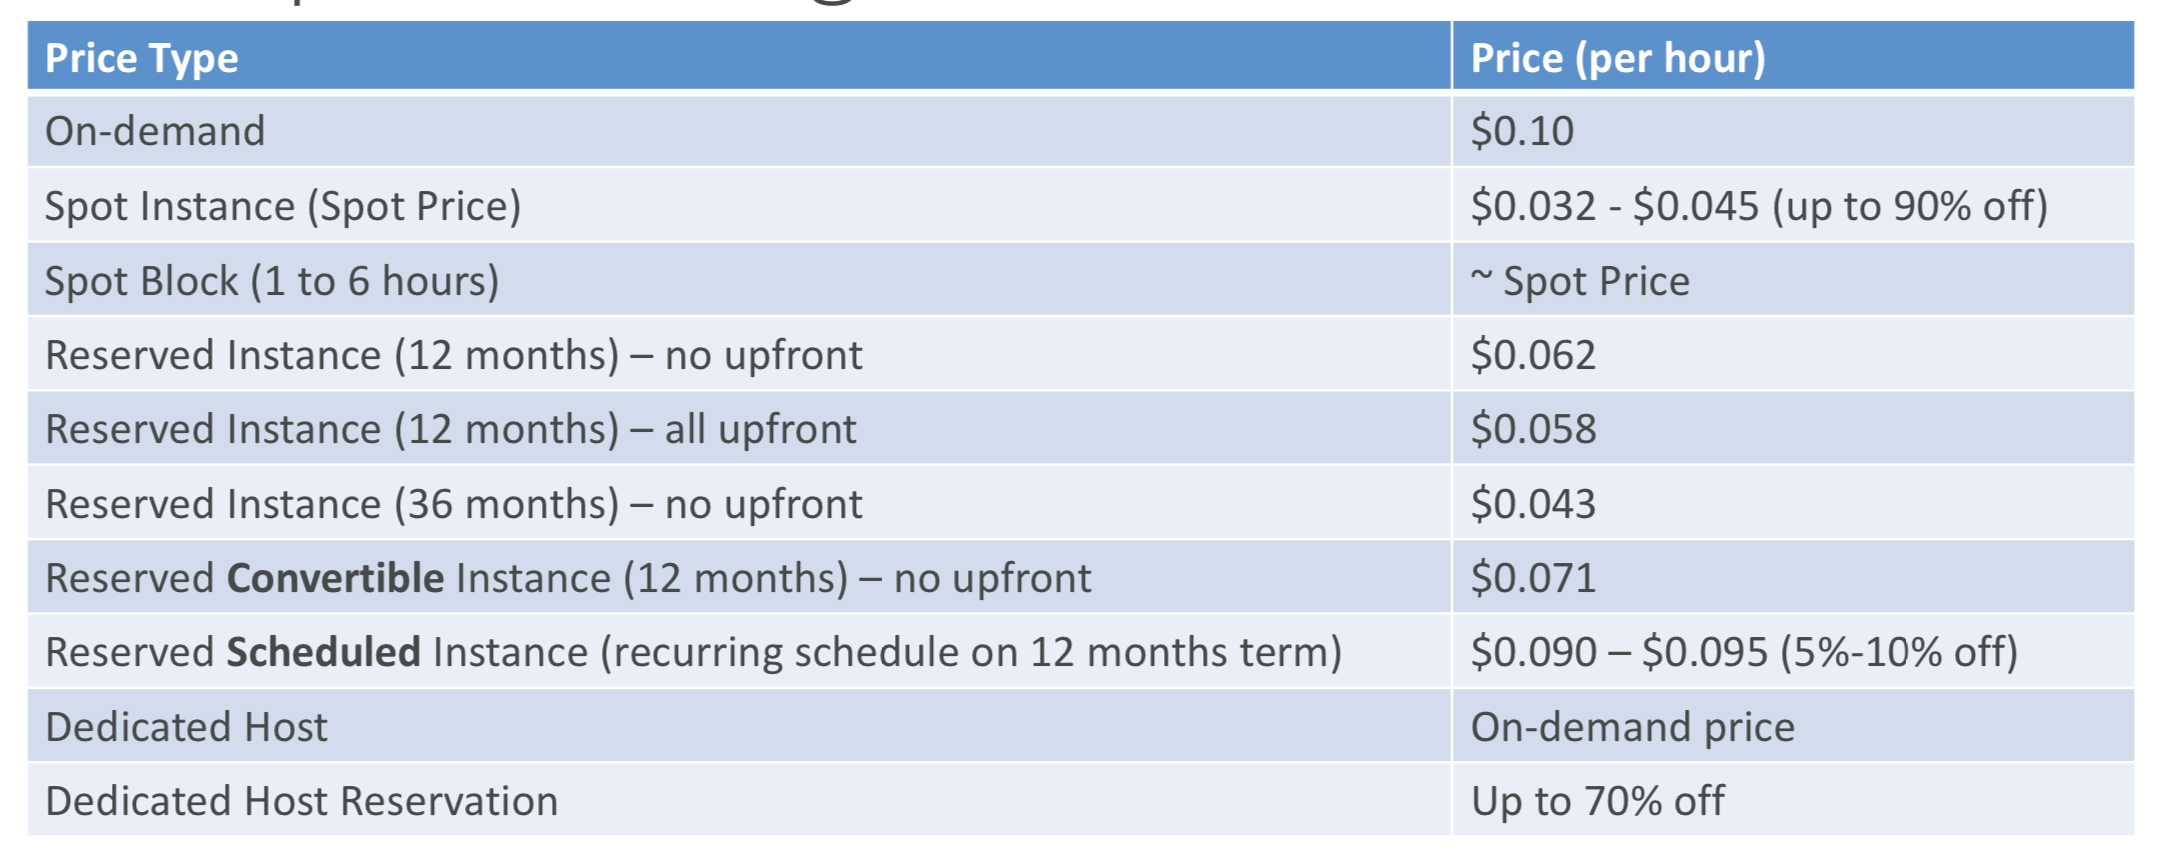 Price Type Price (per hour)
On-demand $0.10
Spot Instance (Spot Price) $0.032 - $0.045 (up to 90% off)
Spot Block (1 to 6 hours) ~ Spot Price
Reserved Instance (12 months) – no upfront $0.062
Reserved Instance (12 months) – all upfront $0.058
Reserved Instance (36 months) – no upfront $0.043
Reserved Convertible Instance (12 months) – no upfront $0.071
Reserved Scheduled Instance (recurring schedule on 12 months term) $0.090 – $0.095 (5%-10% off)
Dedicated Host On-demand price
Dedicated Host Reservation Up to 70% off